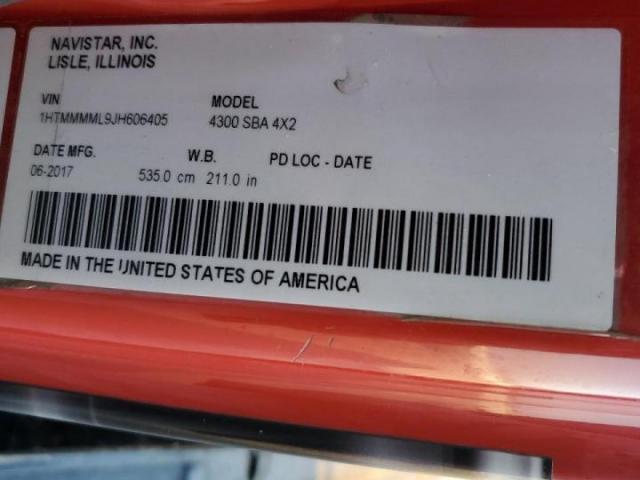 NAVISTAR, INC.
LISLE, ILLINOIS
VIN MODEL
1HTMMMML9JH606405 4300 SBA 4X2
DATE MFG. W.B. PD LOC - DATE
06-2017 535.0 cm 211.0 in
MADE IN THE UNITED STATES OF AMERICA